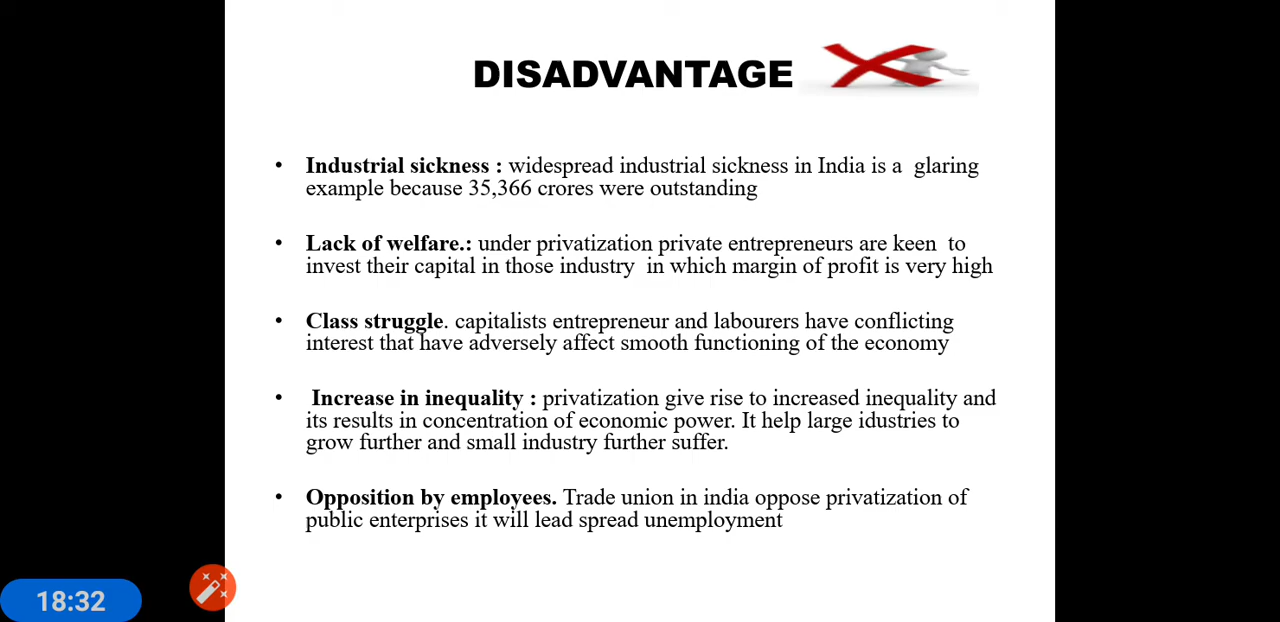 DISADVANTAGE
• Industrial sickness : widespread industrial sickness in India is a glaring
example because 35,366 crores were outstanding
• Lack of welfare.: under privatization private entrepreneurs are keen to
invest their capital in those industry in which margin of profit is very high
• Class struggle. capitalists entrepreneur and labourers have conflicting
interest that have adversely affect smooth functioning of the economy
• Increase in inequality : privatization give rise to increased inequality and
its results in concentration of economic power. It help large idustries to
grow further and small industry further suffer.
• Opposition by employees. Trade union in india oppose privatization of
public enterprises it will lead spread unemployment
18:32